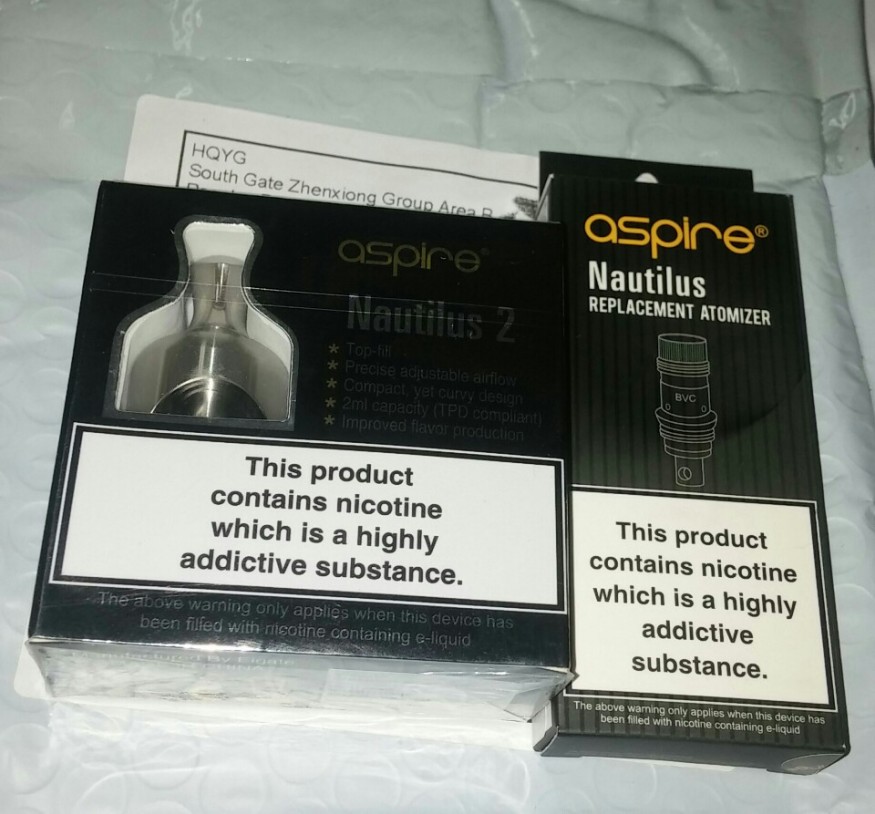 HQYG
South Gate Zhenxiong Group Area B
aspire
Nautilus 2
* Top-fill
* Precise adjustable airflow
* Compact, yet curvy design
* 2ml capacity (TPD compliant)
* Improved flavor production
This product
contains nicotine
which is a highly
addictive substance.
The above warning only applies when this device has
been filled with nicotine containing e-liquid
Manufactured By Eigate
aspire®
Nautilus
REPLACEMENT ATOMIZER
BVC
This product
contains nicotine
which is a highly
addictive
substance.
The above warning only applies when this device has
been filled with nicotine containing e-liquid